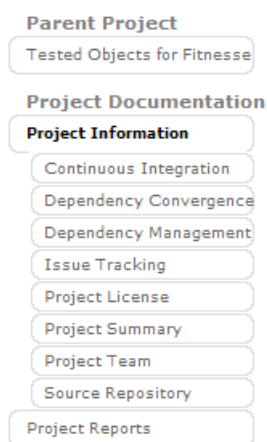 Parent Project
Tested Objects for Fitnesse
Project Documentation
Project Information
Continuous Integration
Dependency Convergence
Dependency Management
Issue Tracking
Project License
Project Summary
Project Team
Source Repository
Project Reports